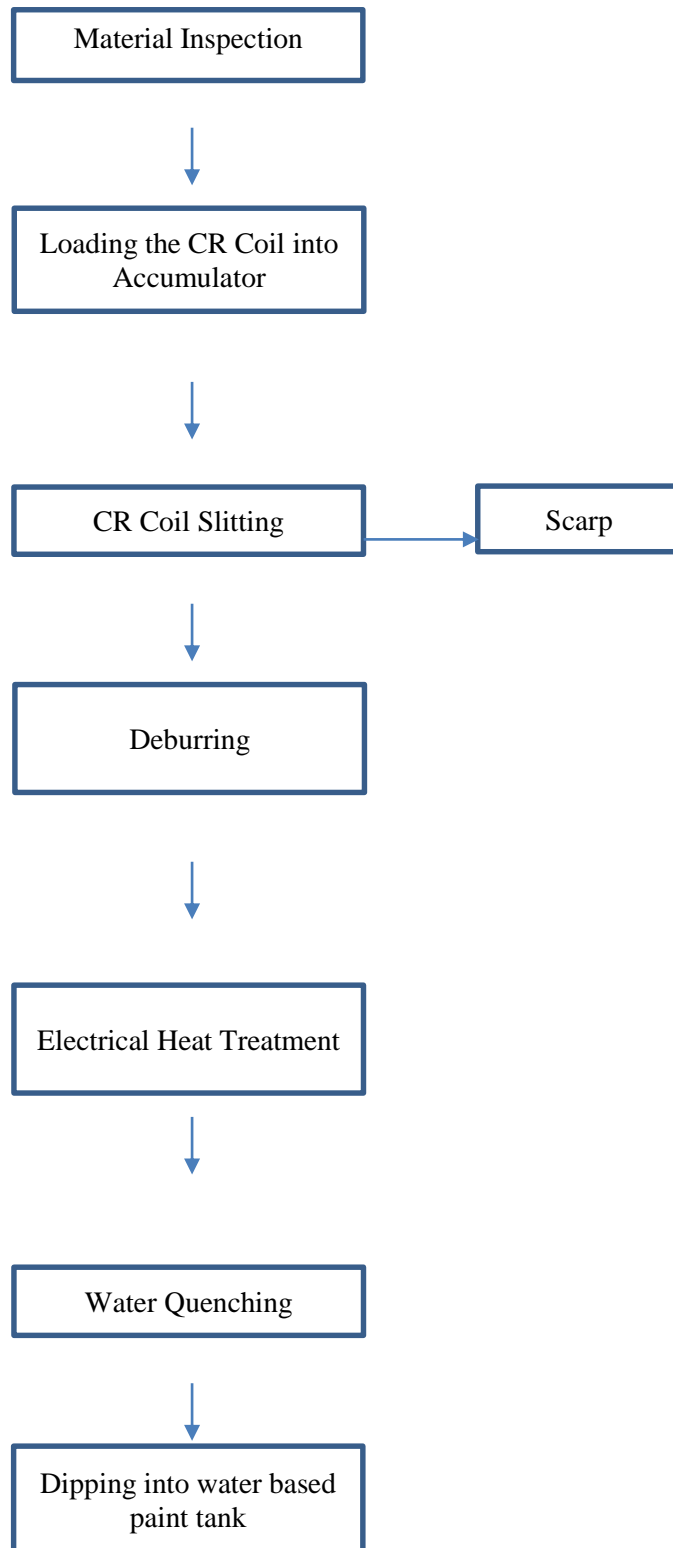 Material Inspection
Loading the CR Coil into
Accumulator
CR Coil Slitting
Scarp
Deburring
Electrical Heat Treatment
Water Quenching
Dipping into water based
paint tank